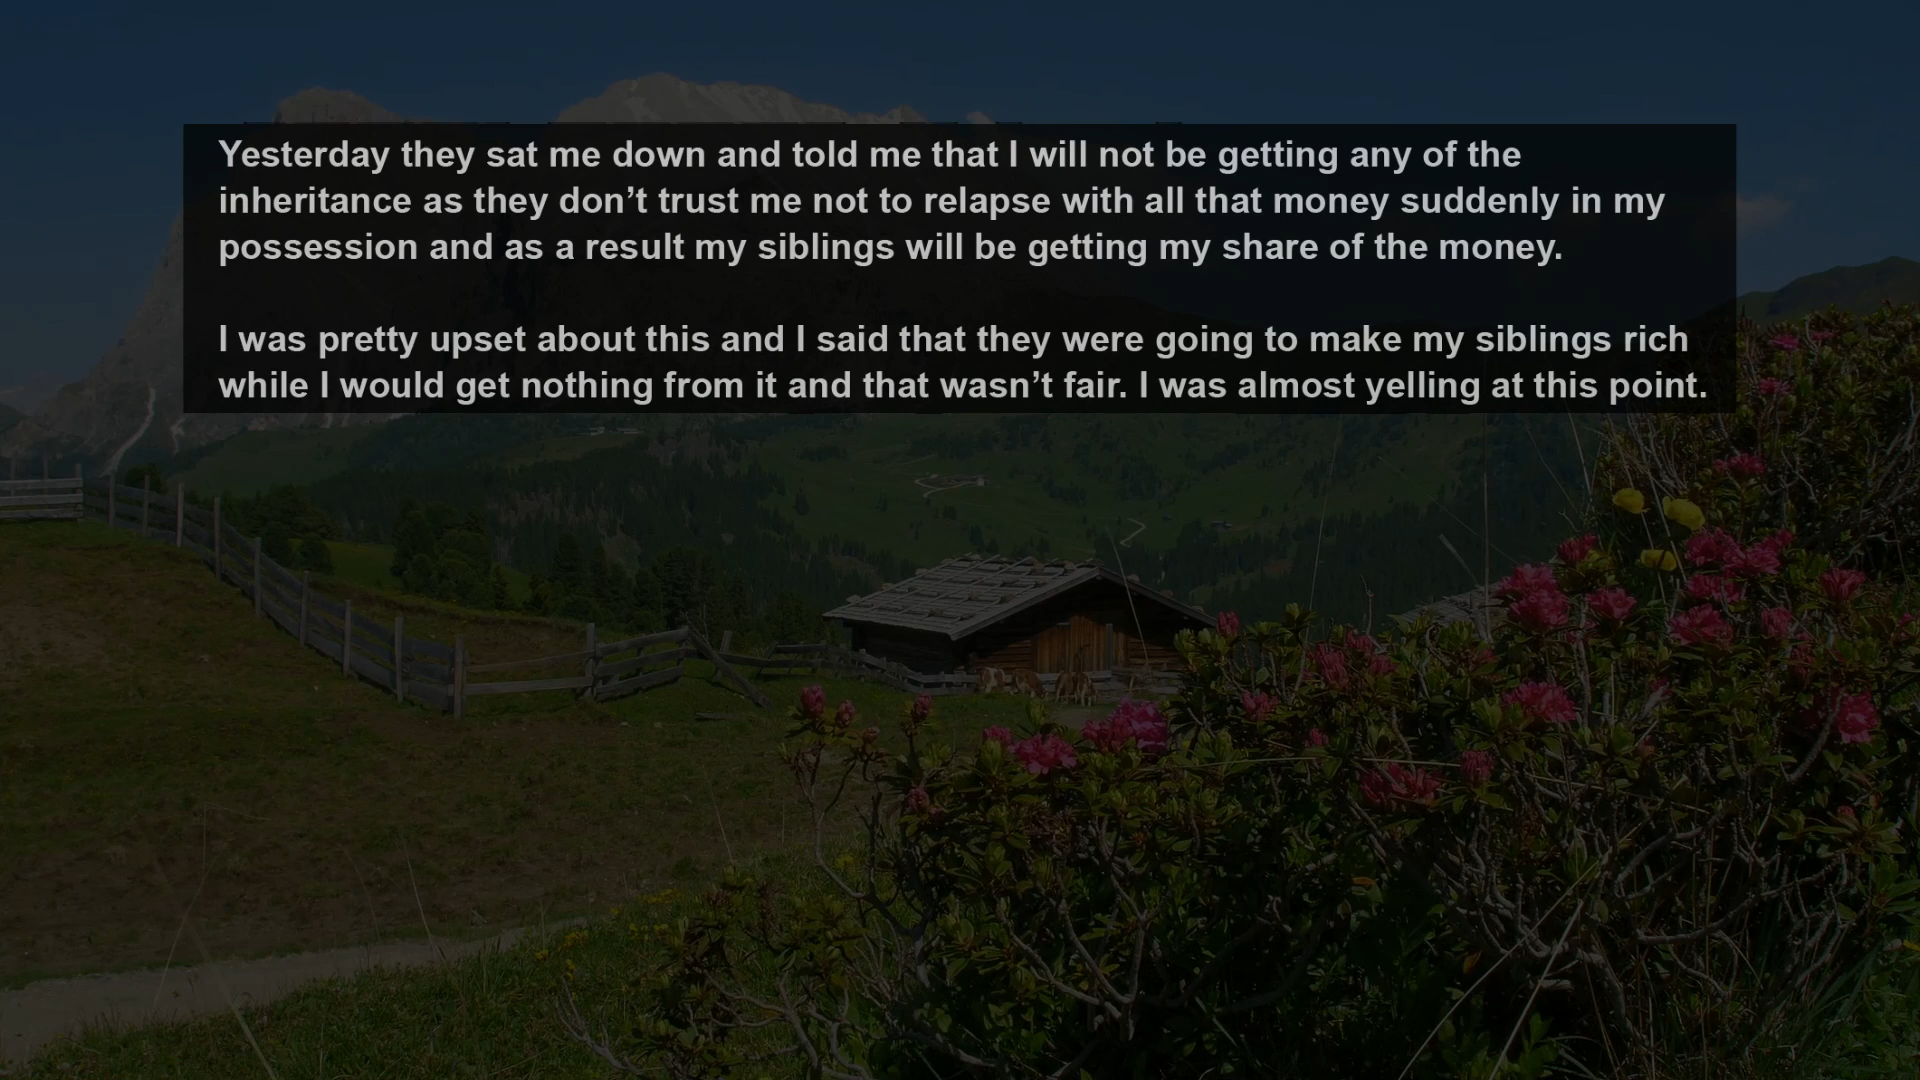 Yesterday they sat me down and told me that I will not be getting any of the
inheritance as they don’t trust me not to relapse with all that money suddenly in my
possession and as a result my siblings will be getting my share of the money.
I was pretty upset about this and I said that they were going to make my siblings rich
while I would get nothing from it and that wasn’t fair. I was almost yelling at this point.